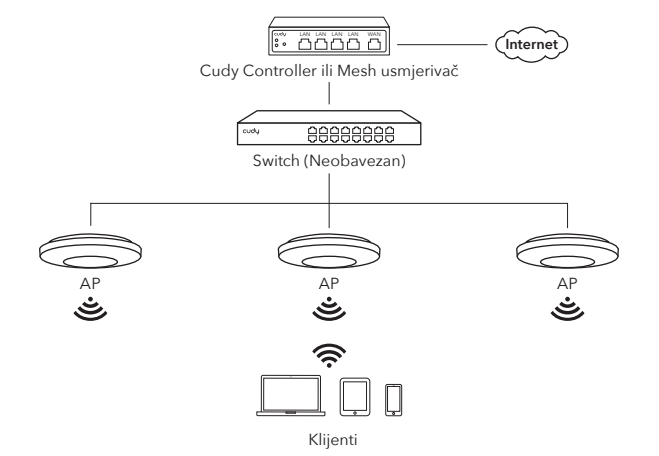 cudy LAN LAN LAN LAN WAN
Internet
Cudy Controller ili Mesh usmjerivač
cudy
Switch (Neobavezan)
AP AP AP
Klijenti